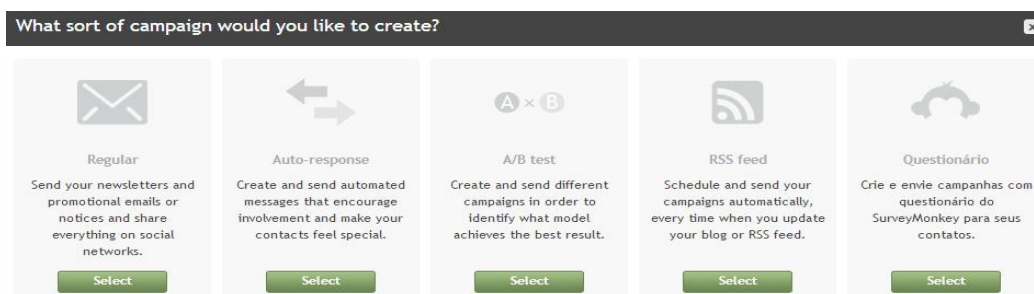 What sort of campaign would you like to create?
A × B
Regular
Send your newsletters and
promotional emails or
notices and share
everything on social
networks.
Select
Auto-response
Create and send automated
messages that encourage
involvement and make your
contacts feel special.
Select
A/B test
Create and send different
campaigns in order to
identify what model
achieves the best result.
Select
RSS feed
Schedule and send your
campaigns automatically,
every time when you update
your blog or RSS feed.
Select
Questionário
Crie e envie campanhas com
questionário do
SurveyMonkey para seus
contatos.
Select